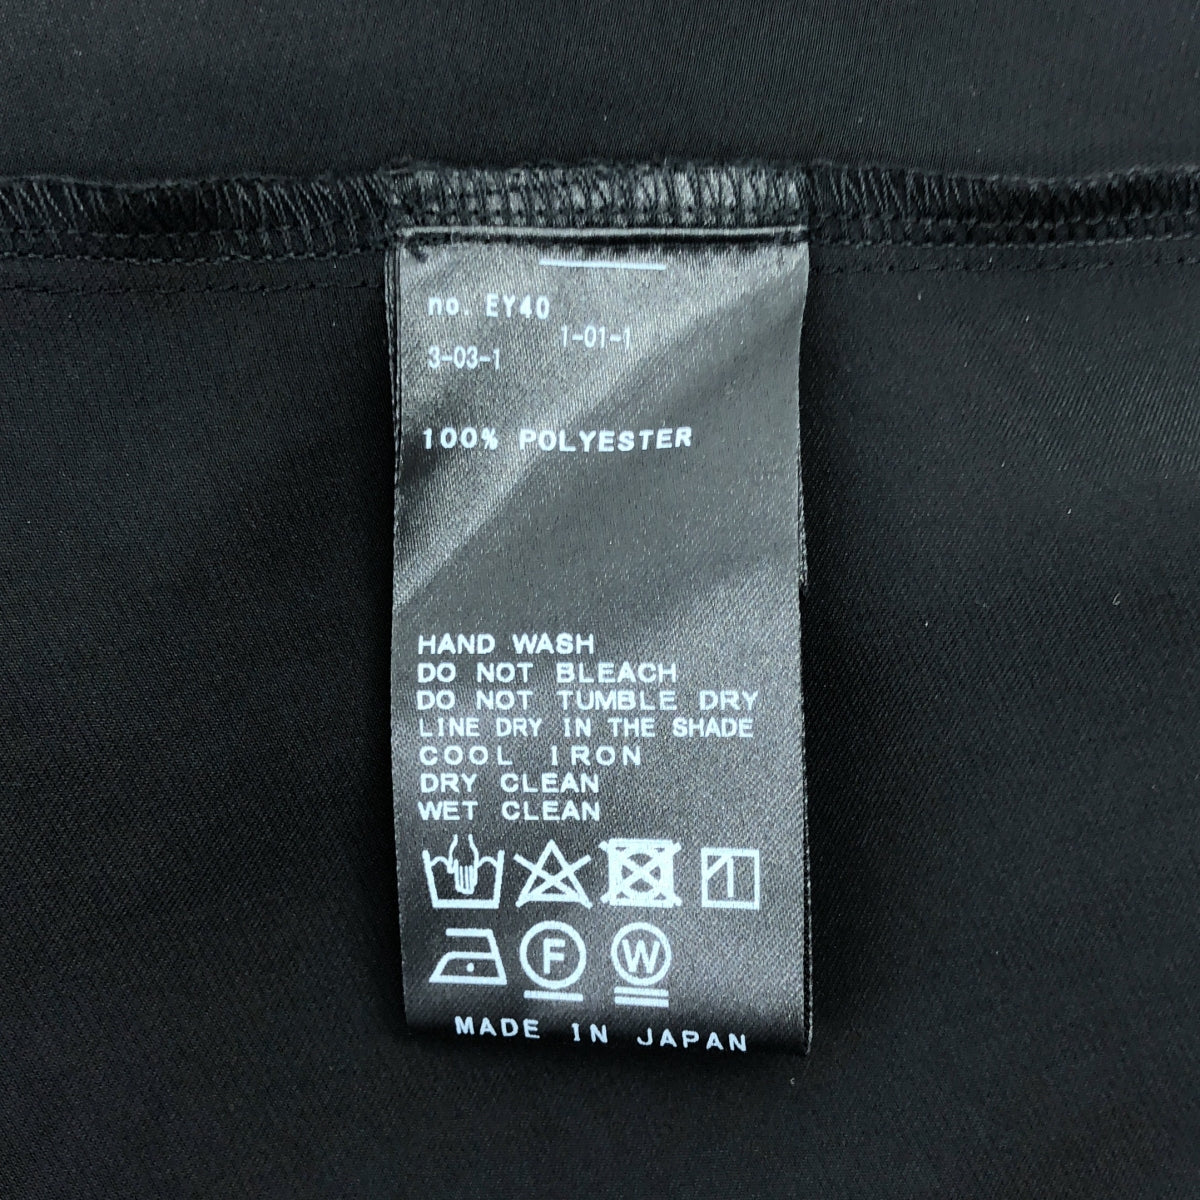 no. EY40
1-01-1
3-03-1
100% POLYESTER
HAND WASH
DO NOT BLEACH
DO NOT TUMBLE DRY
LINE DRY IN THE SHADE
COOL IRON
DRY CLEAN
WET CLEAN
F W
MADE IN JAPAN